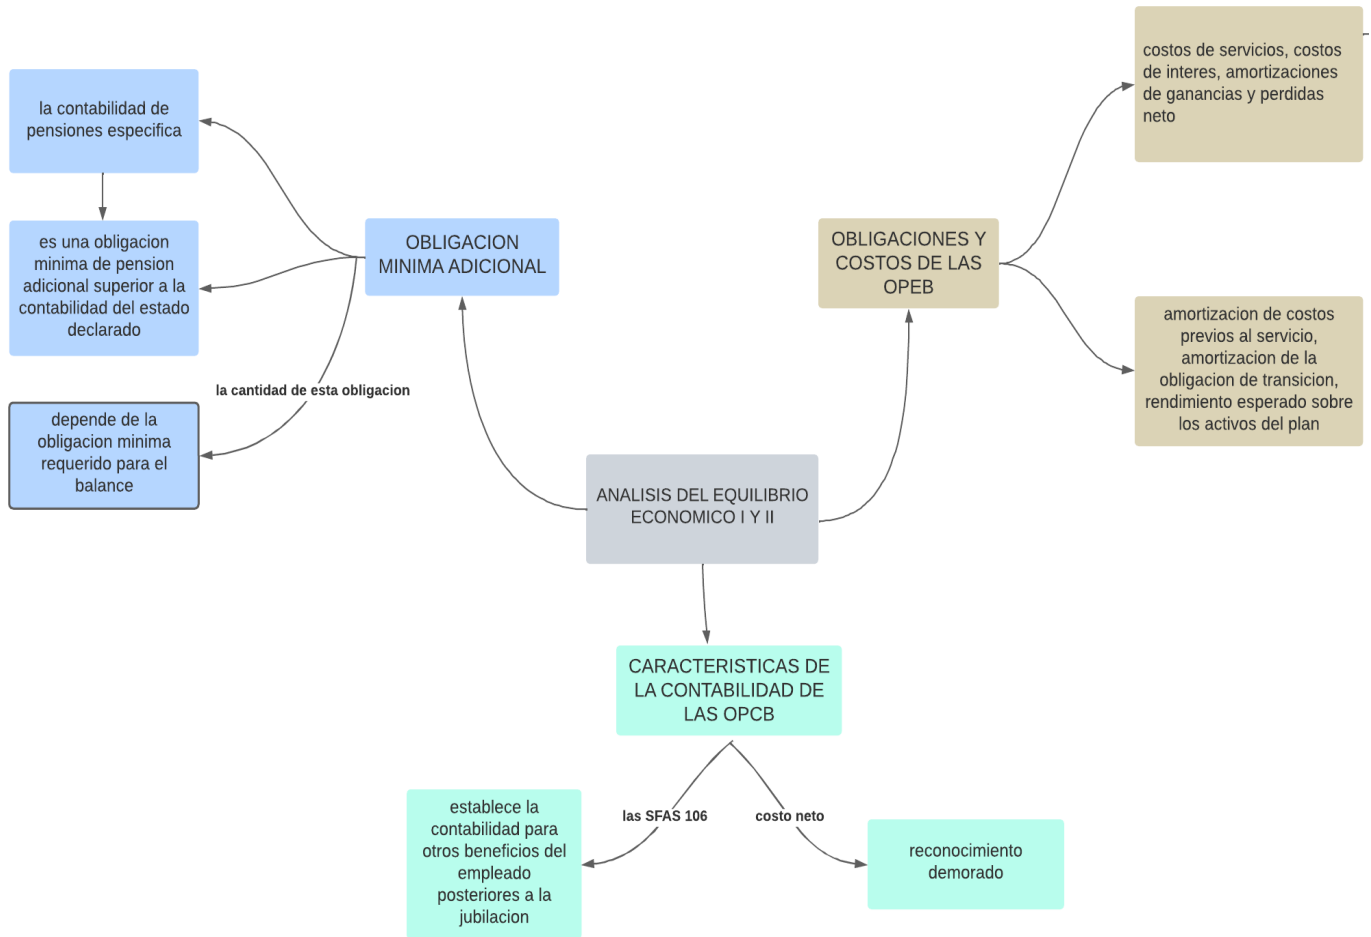 la contabilidad de
pensiones especifica
es una obligacion
minima de pension
adicional superior a la
contabilidad del estado
declarado
la cantidad de esta obligacion
depende de la
obligacion minima
requerido para el
balance
OBLIGACION
MINIMA ADICIONAL
OBLIGACIONES Y
COSTOS DE LAS
OPEB
costos de servicios, costos
de interes, amortizaciones
de ganancias y perdidas
neto
amortizacion de costos
previos al servicio,
amortizacion de la
obligacion de transicion,
rendimiento esperado sobre
los activos del plan
ANALISIS DEL EQUILIBRIO
ECONOMICO I Y II
CARACTERISTICAS DE
LA CONTABILIDAD DE
LAS OPCB
las SFAS 106
costo neto
establece la
contabilidad para
otros beneficios del
empleado
posteriores a la
jubilacion
reconocimiento
demorado